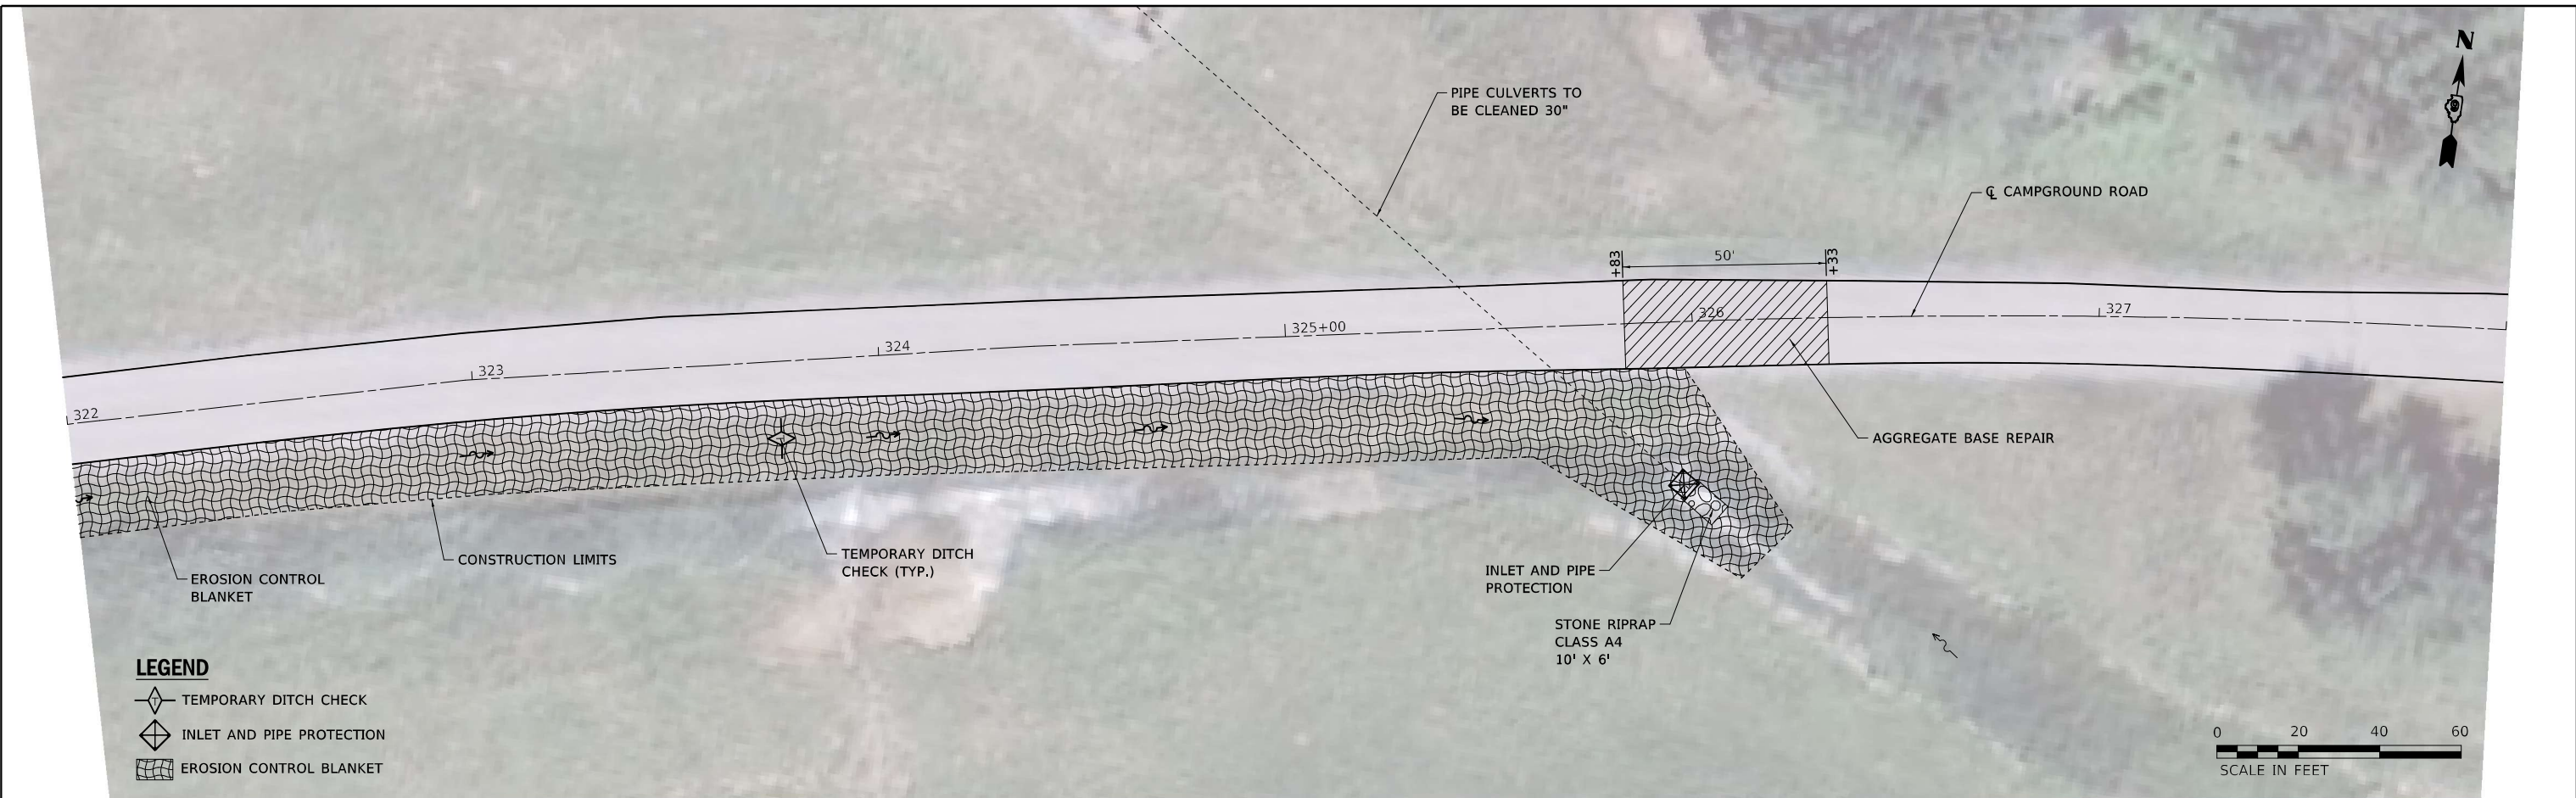 N
PIPE CULVERTS TO
BE CLEANED 30"
℄ CAMPGROUND ROAD
+83
50'
+33
322
323
324
325+00
326
327
AGGREGATE BASE REPAIR
EROSION CONTROL
BLANKET
CONSTRUCTION LIMITS
TEMPORARY DITCH
CHECK (TYP.)
INLET AND PIPE
PROTECTION
STONE RIPRAP
CLASS A4
10' X 6'
LEGEND
T TEMPORARY DITCH CHECK
INLET AND PIPE PROTECTION
EROSION CONTROL BLANKET
0 20 40 60
SCALE IN FEET